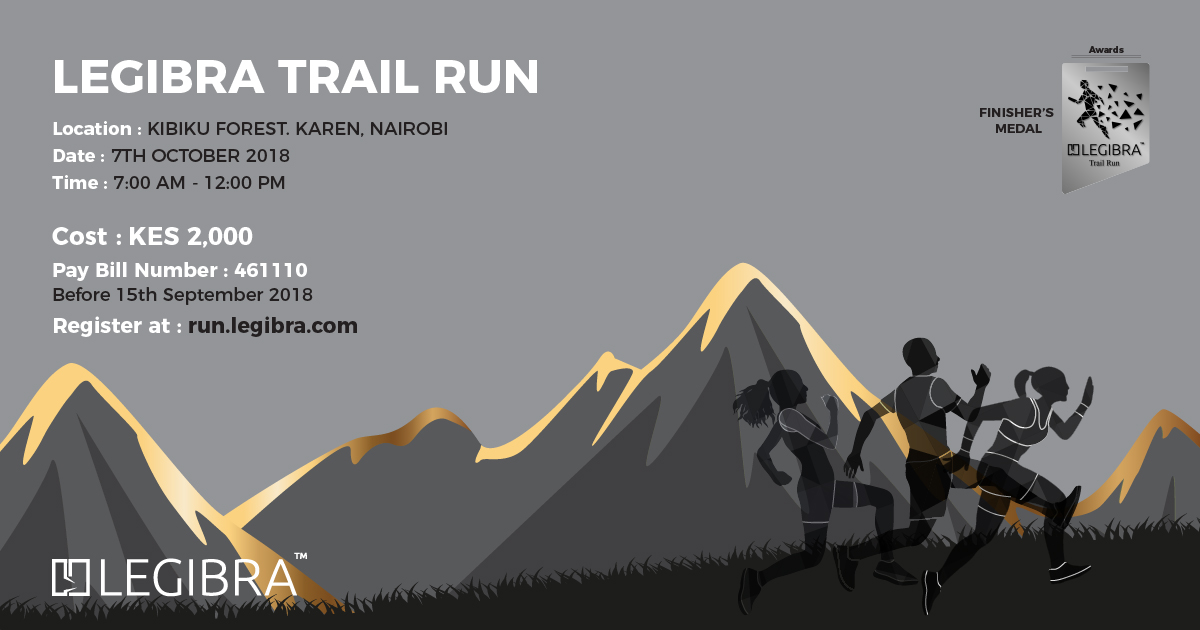 LEGIBRA TRAIL RUN
Location : KIBIKU FOREST. KAREN, NAIROBI
Date : 7TH OCTOBER 2018
Time : 7:00 AM - 12:00 PM
Cost : KES 2,000
Pay Bill Number : 461110
Before 15th September 2018
Register at : run.legibra.com
Awards
FINISHER'S
MEDAL
LEGIBRA™
Trail Run
LEGIBRA™